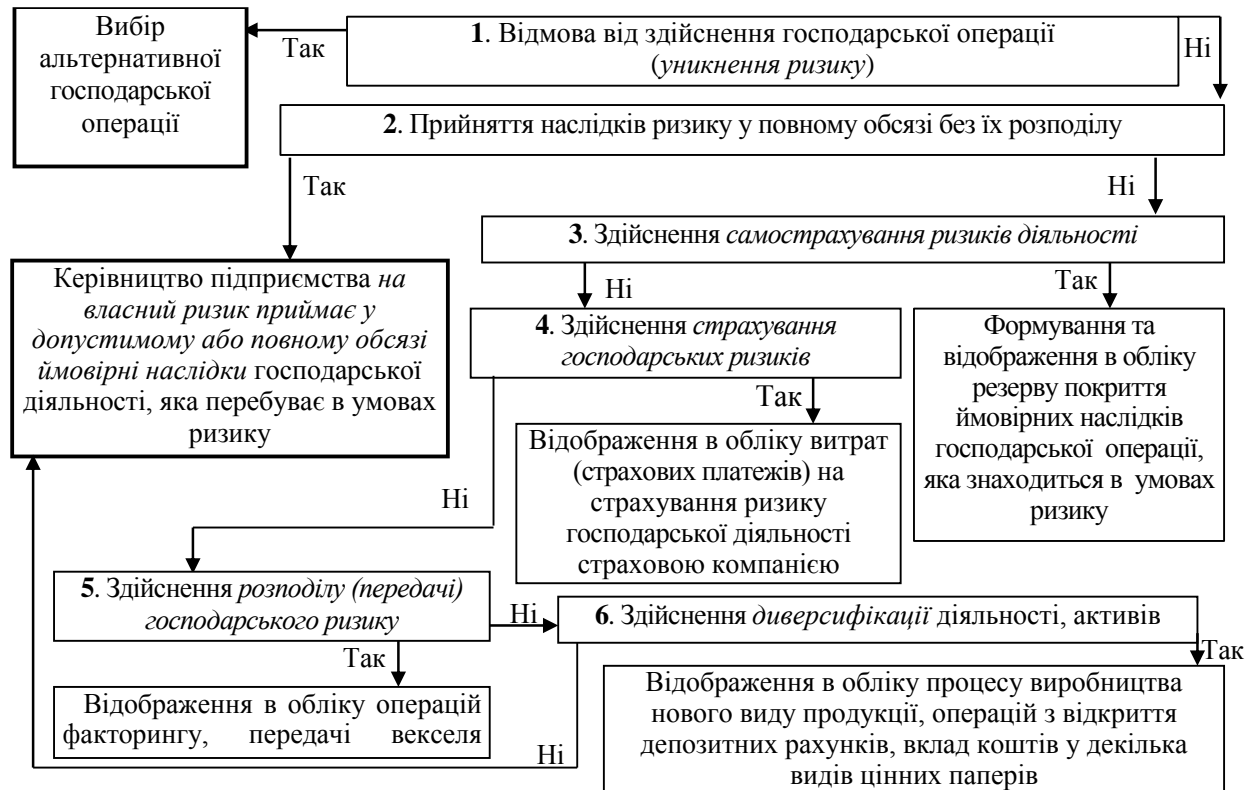 Вибір
альтернативної
господарської
операції
Так
1. Відмова від здійснення господарської операції
(уникнення ризику)
Ні
2. Прийняття наслідків ризику у повному обсязі без їх розподілу
Так
Ні
3. Здійснення самострахування ризиків діяльності
Керівництво підприємства на
власний ризик приймає у
допустимому або повному обсязі
ймовірні наслідки господарської
діяльності, яка перебуває в умовах
ризику
Ні
Так
4. Здійснення страхування
господарських ризиків
Формування та
відображення в обліку
резерву покриття
ймовірних наслідків
господарської операції,
яка знаходиться в умовах
ризику
Так
Відображення в обліку витрат
(страхових платежів) на
страхування ризику
господарської діяльності
страховою компанією
Ні
5. Здійснення розподілу (передачі)
господарського ризику
Ні
6. Здійснення диверсифікації діяльності, активів
Так
Так
Відображення в обліку операцій
факторингу, передачі векселя
Ні
Відображення в обліку процесу виробництва
нового виду продукції, операцій з відкриття
депозитних рахунків, вклад коштів у декілька
видів цінних паперів